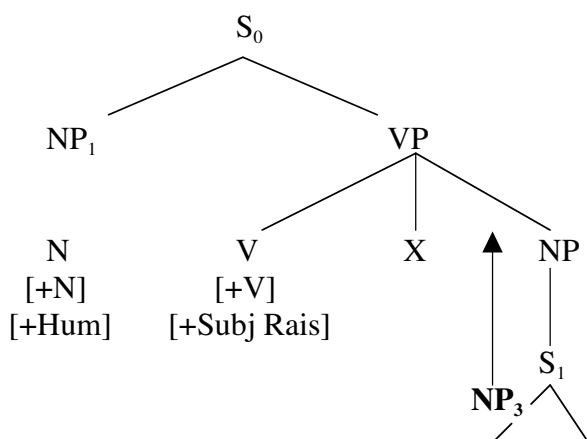 S₀
NP₁ VP
N V X NP
[+N] [+V]
[+Hum] [+Subj Rais]
S₁
NP₃